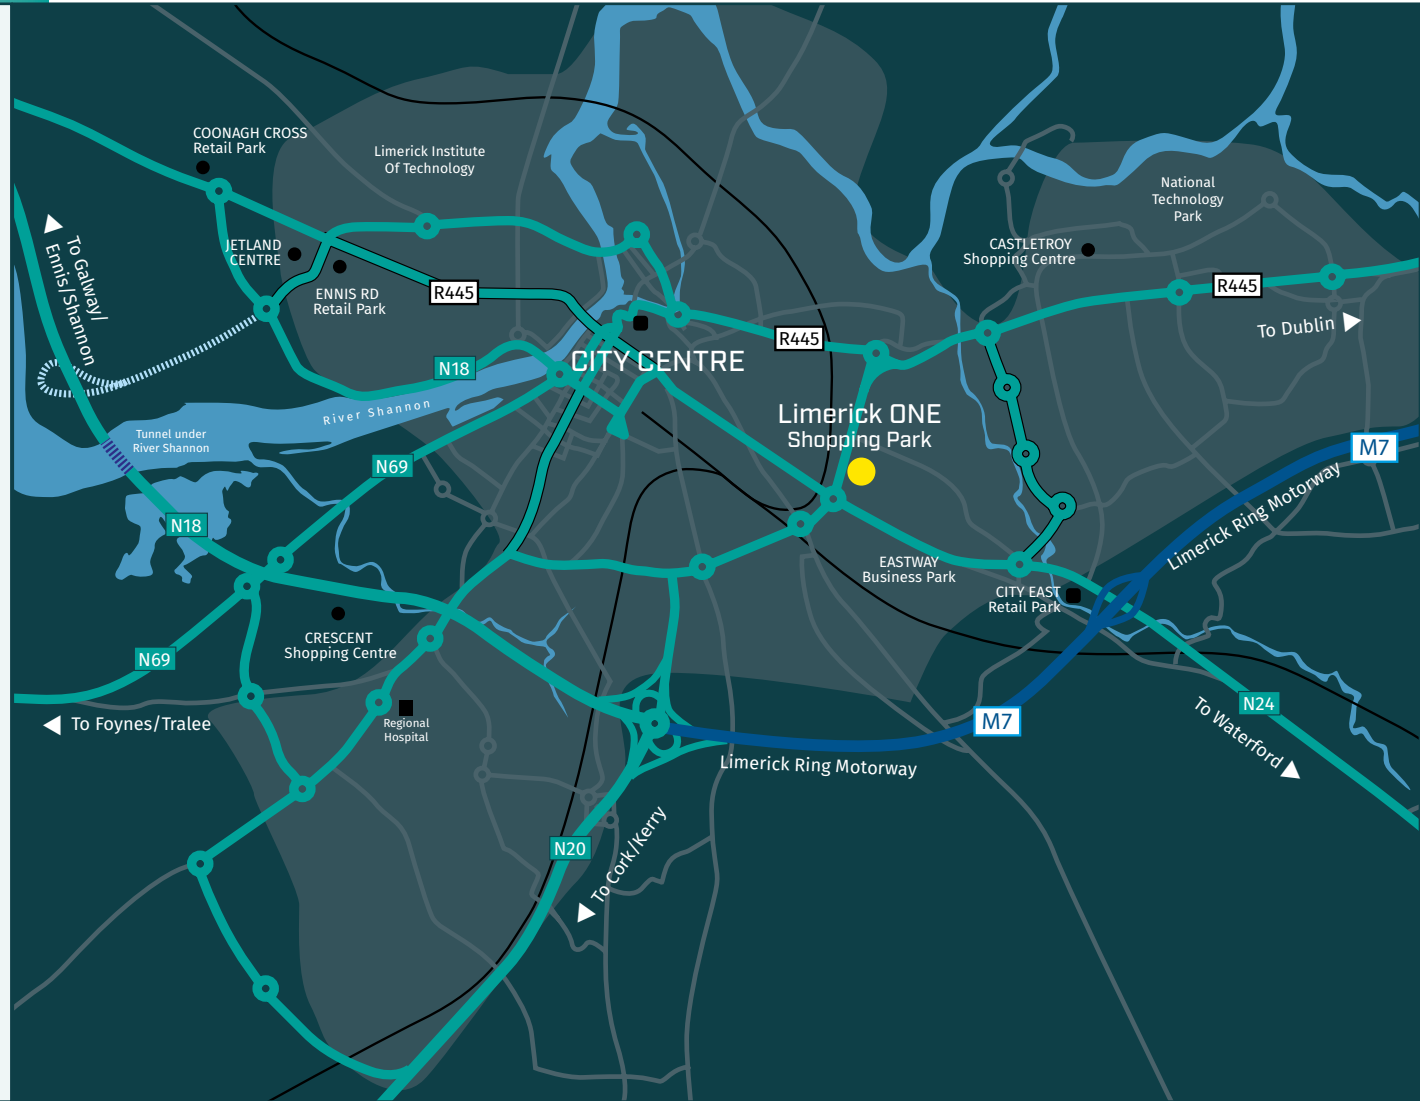 COONAGH CROSS
Retail Park
Limerick Institute
Of Technology
National
Technology
Park
To Galway/
Ennis/Shannon
JETLAND
CENTRE
CASTLETROY
Shopping Centre
ENNIS RD
Retail Park
R445
R445
To Dublin
R445
CITY CENTRE
N18
Limerick ONE
Shopping Park
River Shannon
Tunnel under
River Shannon
M7
N69
Limerick Ring Motorway
N18
EASTWAY
Business Park
CITY EAST
Retail Park
CRESCENT
Shopping Centre
N69
To Foynes/Tralee
Regional
Hospital
M7
N24
To Waterford
Limerick Ring Motorway
N20
To Cork/Kerry